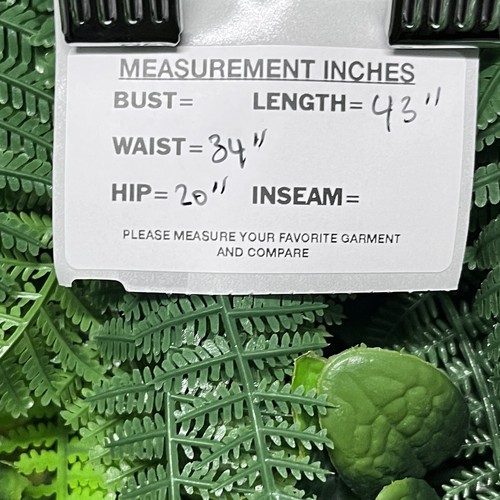 MEASUREMENT INCHES
BUST= LENGTH= 43"
WAIST= 34"
HIP= 20" INSEAM=
PLEASE MEASURE YOUR FAVORITE GARMENT
AND COMPARE